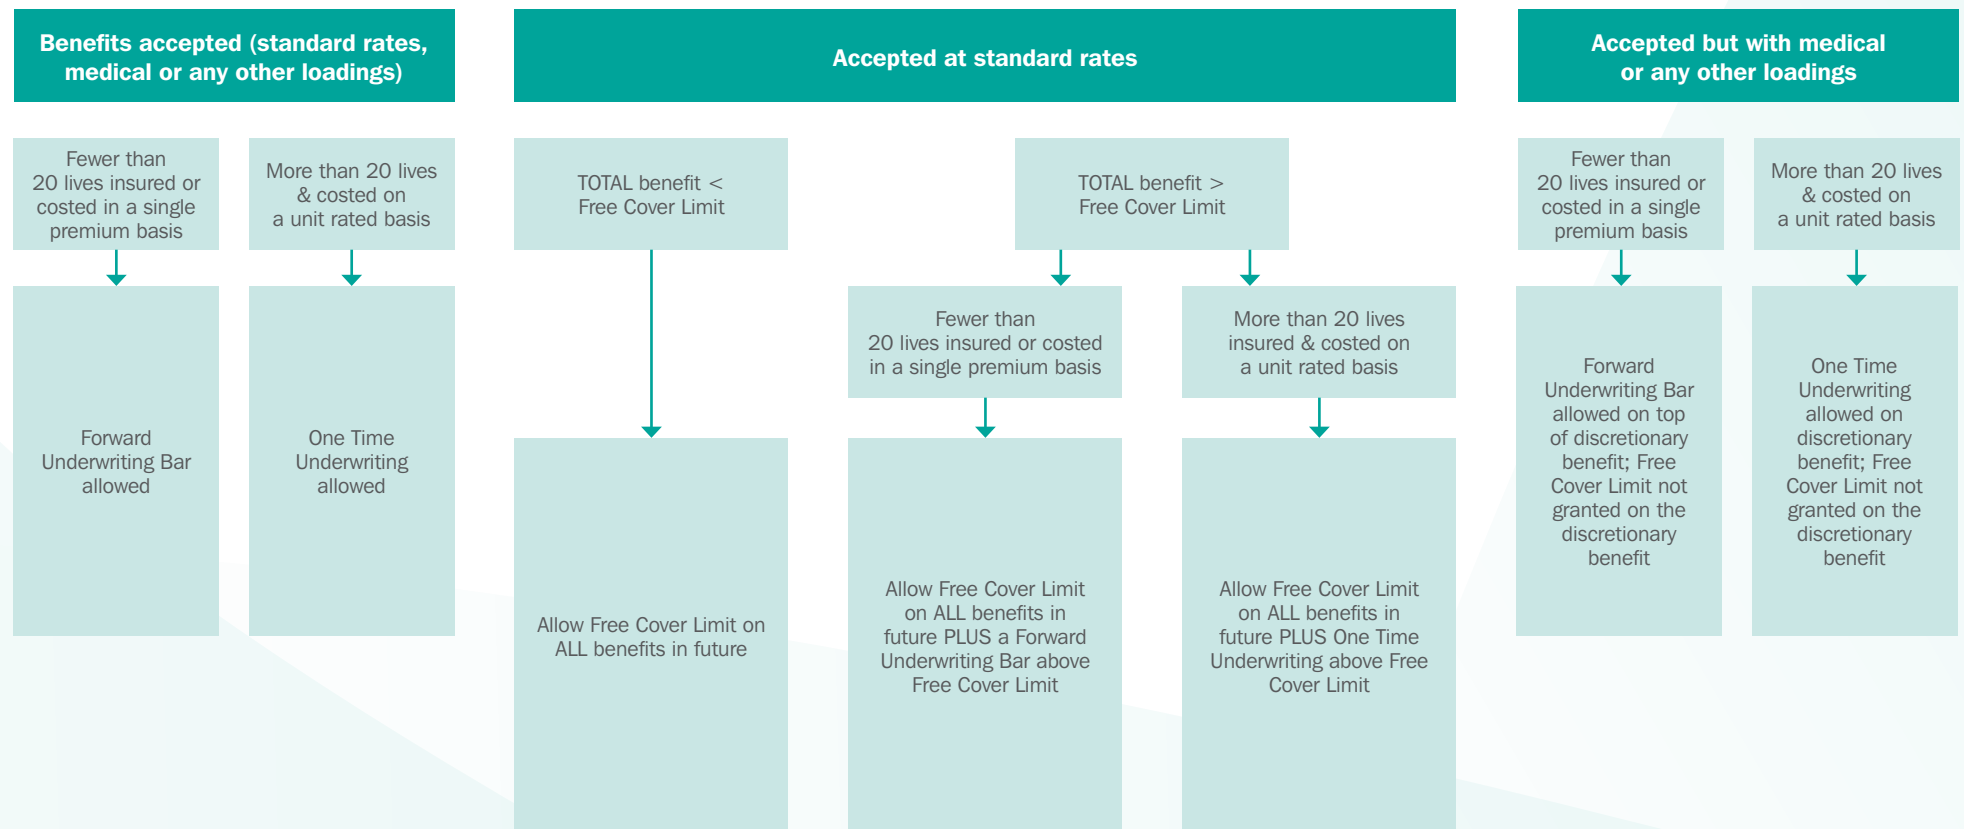 Benefits accepted (standard rates,
medical or any other loadings)
Fewer than
20 lives insured or
costed in a single
premium basis
More than 20 lives
& costed on
a unit rated basis
Forward
Underwriting Bar
allowed
One Time
Underwriting
allowed
Accepted at standard rates
TOTAL benefit <
Free Cover Limit
TOTAL benefit >
Free Cover Limit
Fewer than
20 lives insured or costed
in a single premium basis
More than 20 lives
insured & costed on
a unit rated basis
Allow Free Cover Limit on
ALL benefits in future
Allow Free Cover Limit
on ALL benefits in
future PLUS a Forward
Underwriting Bar above
Free Cover Limit
Allow Free Cover Limit
on ALL benefits in
future PLUS One Time
Underwriting above Free
Cover Limit
Accepted but with medical
or any other loadings
Fewer than
20 lives insured or
costed in a single
premium basis
More than 20 lives
& costed on
a unit rated basis
Forward
Underwriting Bar
allowed on top
of discretionary
benefit; Free
Cover Limit not
granted on the
discretionary
benefit
One Time
Underwriting
allowed on
discretionary
benefit; Free
Cover Limit not
granted on the
discretionary
benefit